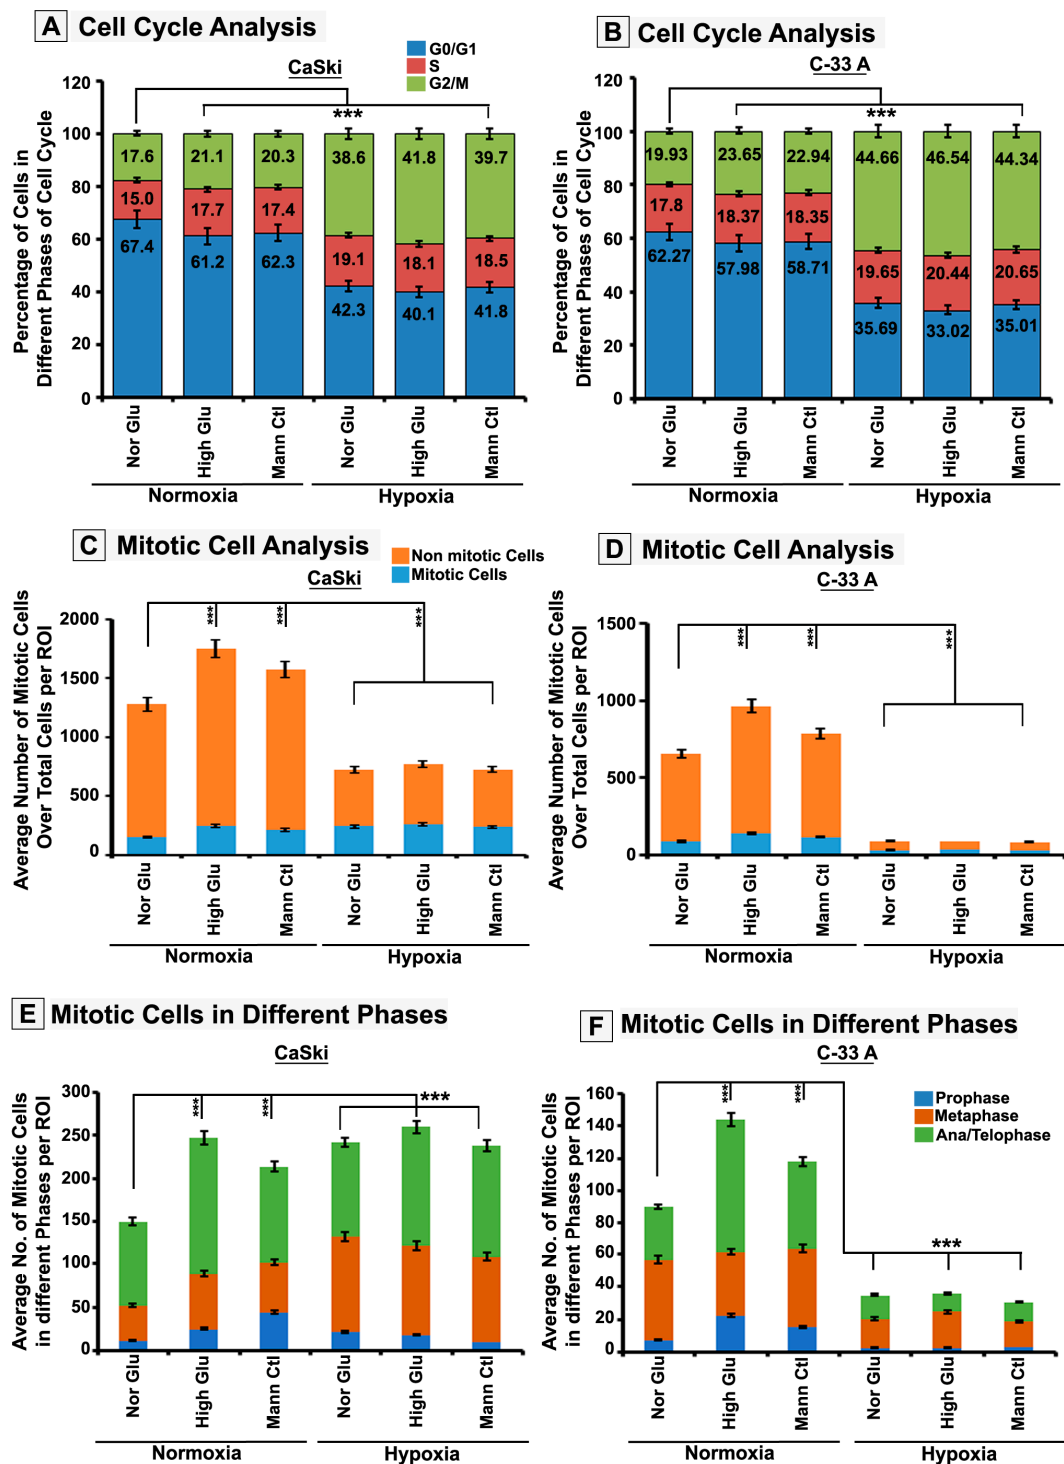 A Cell Cycle Analysis
CaSki
G0/G1
S
G2/M
Percentage of Cells in
Different Phases of Cell Cycle
120
100
80
60
40
20
0
***
17.6 21.1 20.3 38.6 41.8 39.7
15.0 17.7 17.4 19.1 18.1 18.5
67.4 61.2 62.3 42.3 40.1 41.8
Nor Glu High Glu Mann Ctl Nor Glu High Glu Mann Ctl
Normoxia Hypoxia
B Cell Cycle Analysis
C-33 A
Percentage of Cells in
Different Phases of Cell Cycle
120
100
80
60
40
20
0
***
19.93 23.65 22.94 44.66 46.54 44.34
17.8 18.37 18.35 19.65 20.44 20.65
62.27 57.98 58.71 35.69 33.02 35.01
Nor Glu High Glu Mann Ctl Nor Glu High Glu Mann Ctl
Normoxia Hypoxia
C Mitotic Cell Analysis
CaSki
Non mitotic Cells
Mitotic Cells
Average Number of Mitotic Cells
Over Total Cells per ROI
2000
1500
1000
500
0
*** *** ***
Nor Glu High Glu Mann Ctl Nor Glu High Glu Mann Ctl
Normoxia Hypoxia
D Mitotic Cell Analysis
C-33 A
Average Number of Mitotic Cells
Over Total Cells per ROI
1500
1000
500
0
*** *** ***
Nor Glu High Glu Mann Ctl Nor Glu High Glu Mann Ctl
Normoxia Hypoxia
E Mitotic Cells in Different Phases
CaSki
Average No. of Mitotic Cells
in different Phases per ROI
300
250
200
150
100
50
0
*** *** ***
Nor Glu High Glu Mann Ctl Nor Glu High Glu Mann Ctl
Normoxia Hypoxia
F Mitotic Cells in Different Phases
C-33 A
Prophase
Metaphase
Ana/Telophase
Average No. of Mitotic Cells
in different Phases per ROI
160
140
120
100
80
60
40
20
0
*** *** ***
Nor Glu High Glu Mann Ctl Nor Glu High Glu Mann Ctl
Normoxia Hypoxia